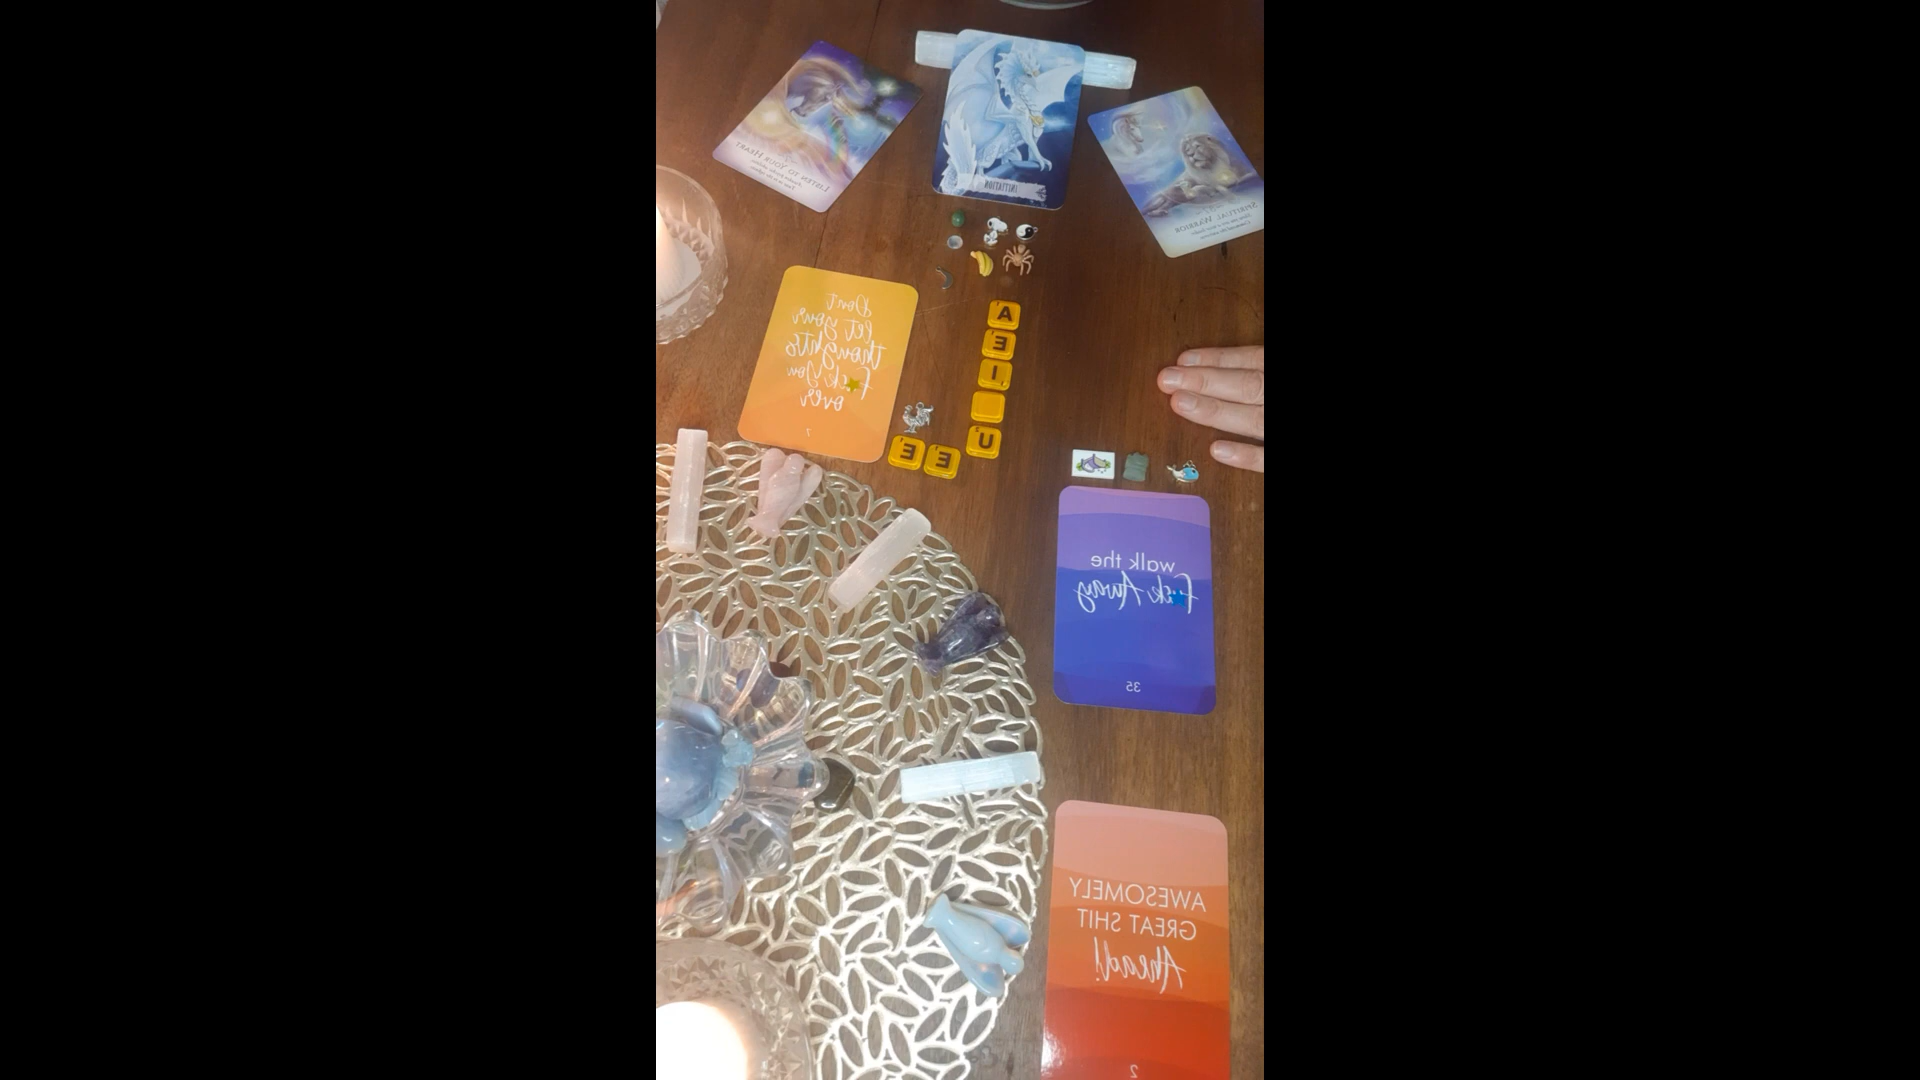 LISTEN TO YOUR HEART
INITIATION
SPIRITUAL WARRIOR
Don't
let your
thoughts
F ck You
over
7
A
E
I
U
E
E
walk the
F ck Away
35
AWESOMELY
GREAT SHIT
Ahead!
2